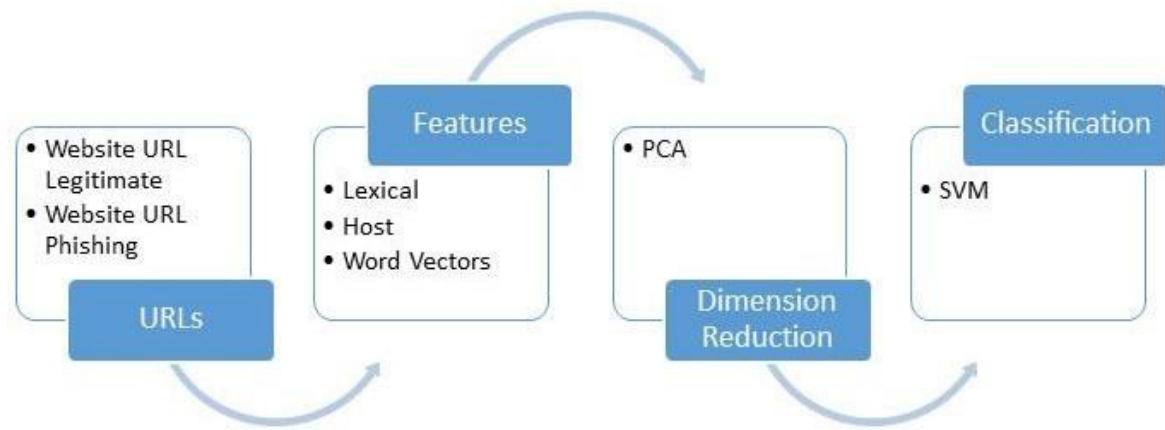 • Website URL
Legitimate
• Website URL
Phishing
URLs
Features
• Lexical
• Host
• Word Vectors
• PCA
Dimension
Reduction
Classification
• SVM